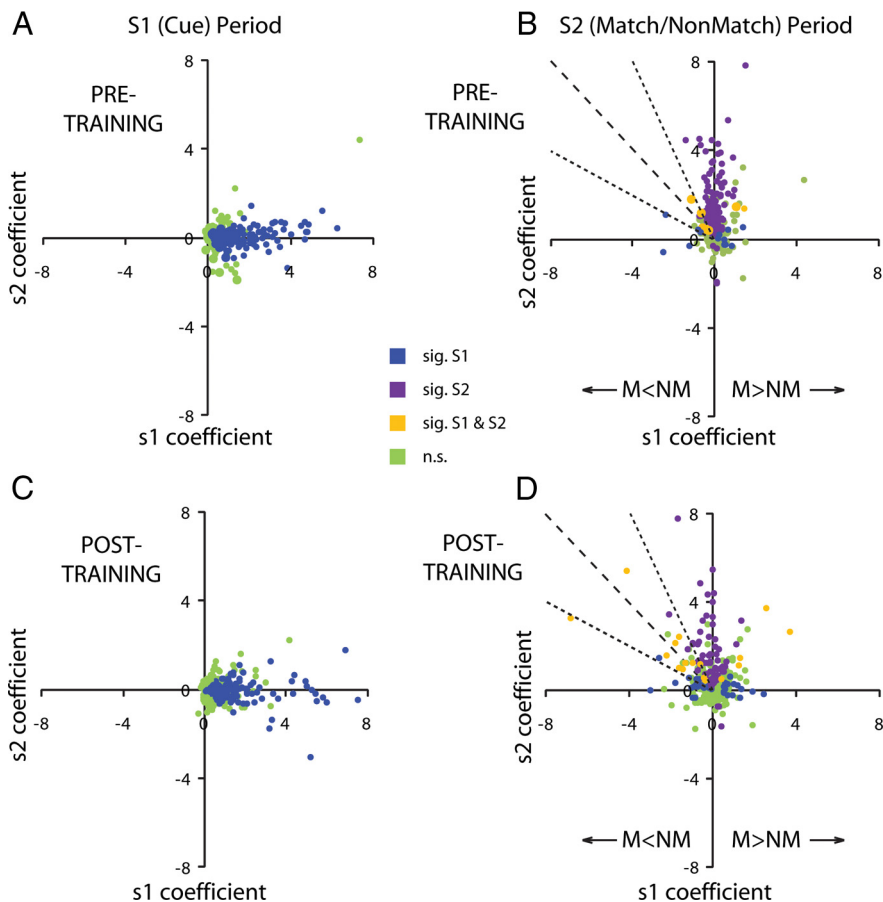 A
S1 (Cue) Period
B
S2 (Match/NonMatch) Period
PRE-
TRAINING
s2 coefficient
8
4
0
-8
-4
0
4
8
-4
-8
s1 coefficient
PRE-
TRAINING
s2 coefficient
8
4
0
-8
-4
0
4
8
-4
M<NM
M>NM
-8
s1 coefficient
sig. S1
sig. S2
sig. S1 & S2
n.s.
C
POST-
TRAINING
s2 coefficient
8
4
0
-8
-4
0
4
8
-4
-8
s1 coefficient
D
POST-
TRAINING
s2 coefficient
8
4
0
-8
-4
0
4
8
-4
M<NM
M>NM
-8
s1 coefficient